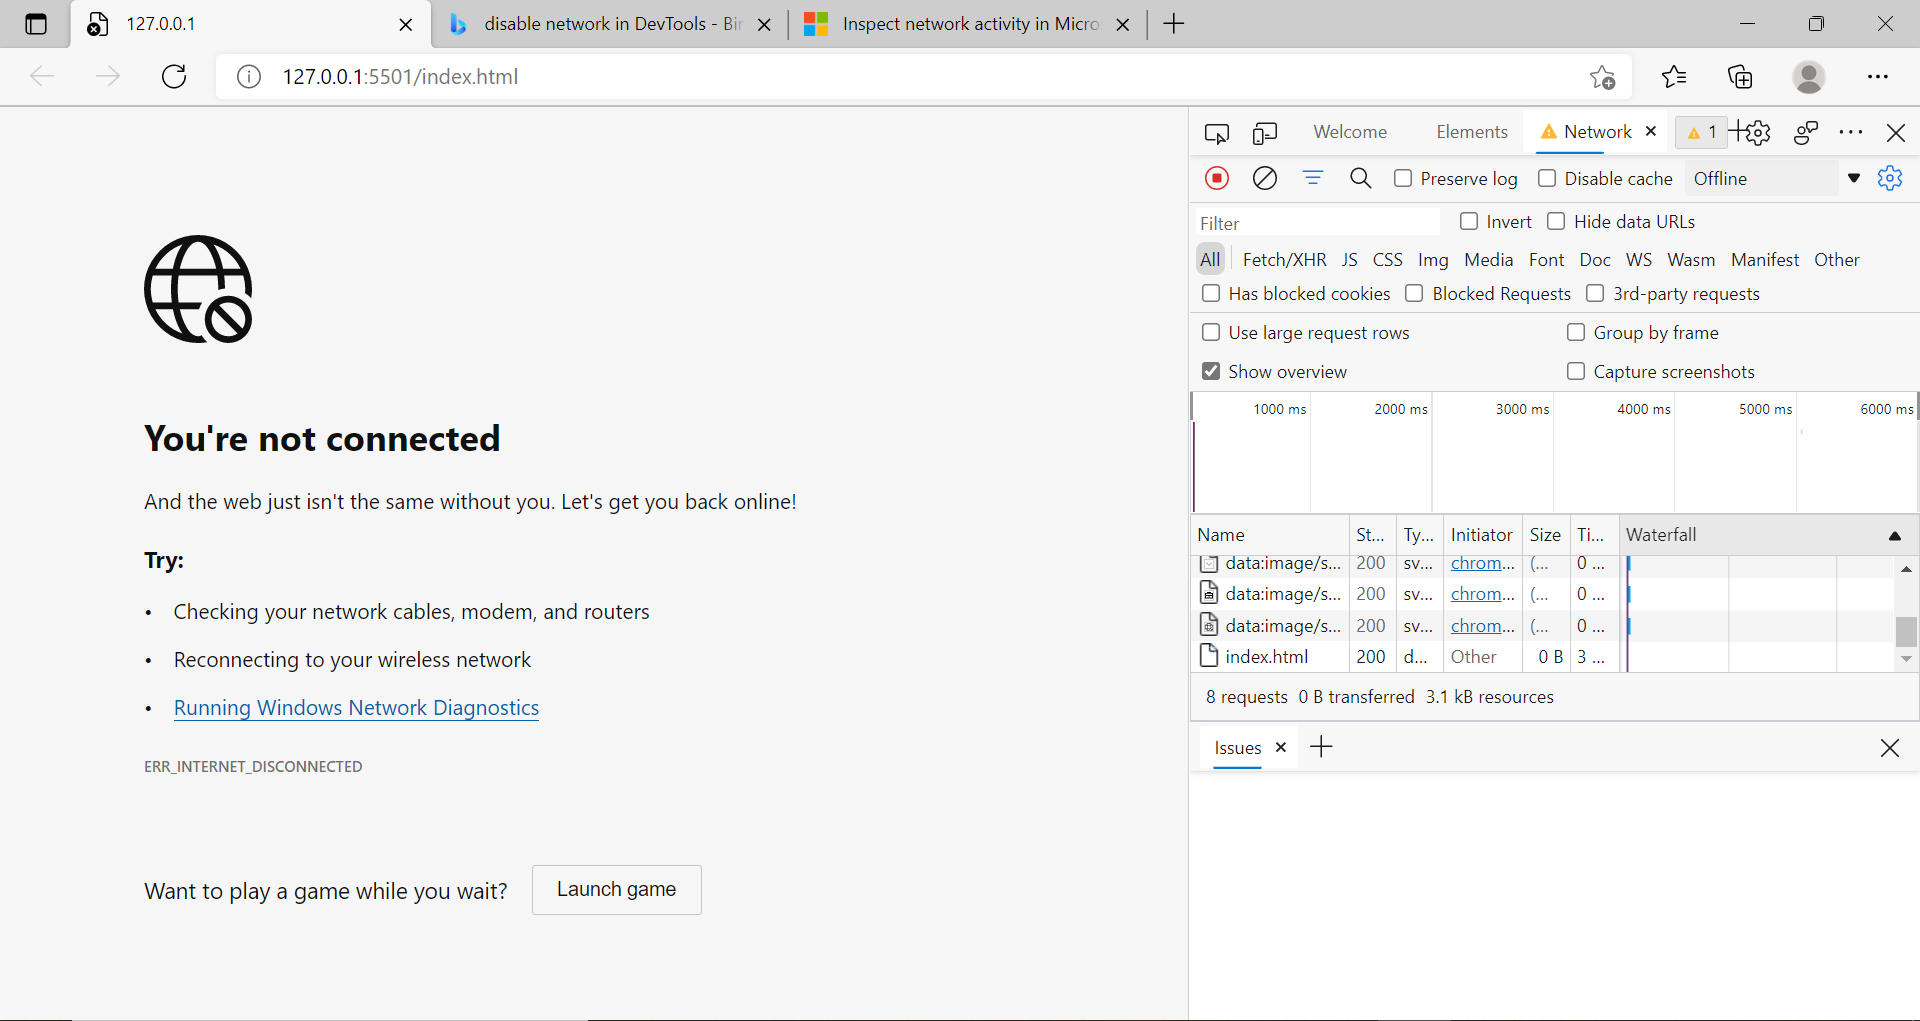 127.0.0.1
disable network in DevTools - Bin
Inspect network activity in Micro
127.0.0.1:5501/index.html
Welcome Elements Network 1
Preserve log Disable cache Offline
Filter Invert Hide data URLs
All Fetch/XHR JS CSS Img Media Font Doc WS Wasm Manifest Other
Has blocked cookies Blocked Requests 3rd-party requests
Use large request rows Group by frame
Show overview Capture screenshots
1000 ms 2000 ms 3000 ms 4000 ms 5000 ms 6000 ms
Name St... Ty... Initiator Size Ti... Waterfall
data:image/s... 200 sv... chrom... (... 0 ...
data:image/s... 200 sv... chrom... (... 0 ...
data:image/s... 200 sv... chrom... (... 0 ...
index.html 200 d... Other 0 B 3 ...
8 requests 0 B transferred 3.1 kB resources
Issues
You're not connected
And the web just isn't the same without you. Let's get you back online!
Try:
• Checking your network cables, modem, and routers
• Reconnecting to your wireless network
• Running Windows Network Diagnostics
ERR_INTERNET_DISCONNECTED
Want to play a game while you wait? Launch game